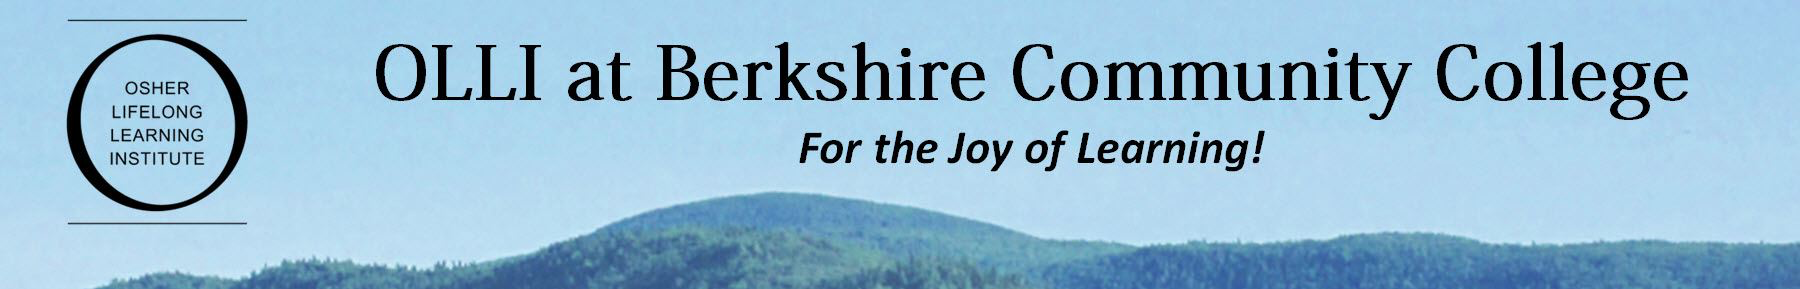 OSHER
LIFELONG
LEARNING
INSTITUTE
OLLI at Berkshire Community College
For the Joy of Learning!